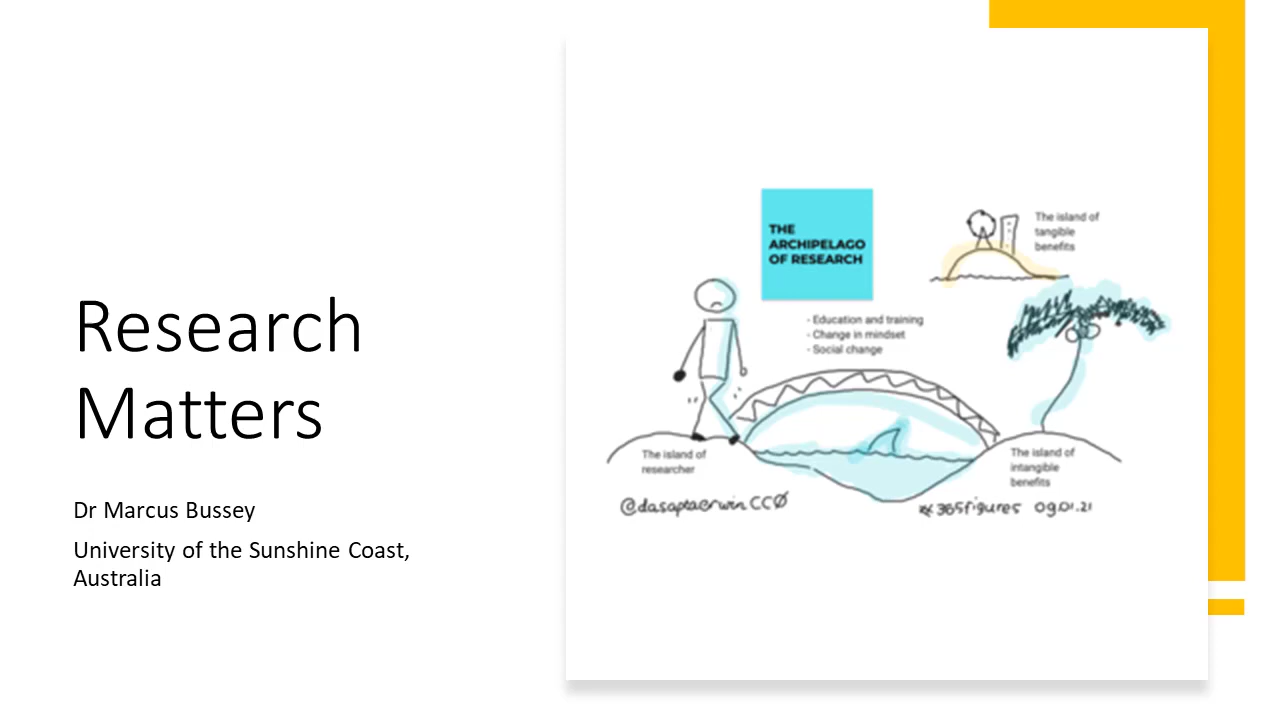 Research
Matters
Dr Marcus Bussey
University of the Sunshine Coast,
Australia
THE
ARCHIPELAGO
OF RESEARCH
- Education and training
- Change in mindset
- Social change
The island of
tangible
benefits
The island of
researcher
The island of
intangible
benefits
@dasaptaerwin CCØ
#365figures 09.01.21